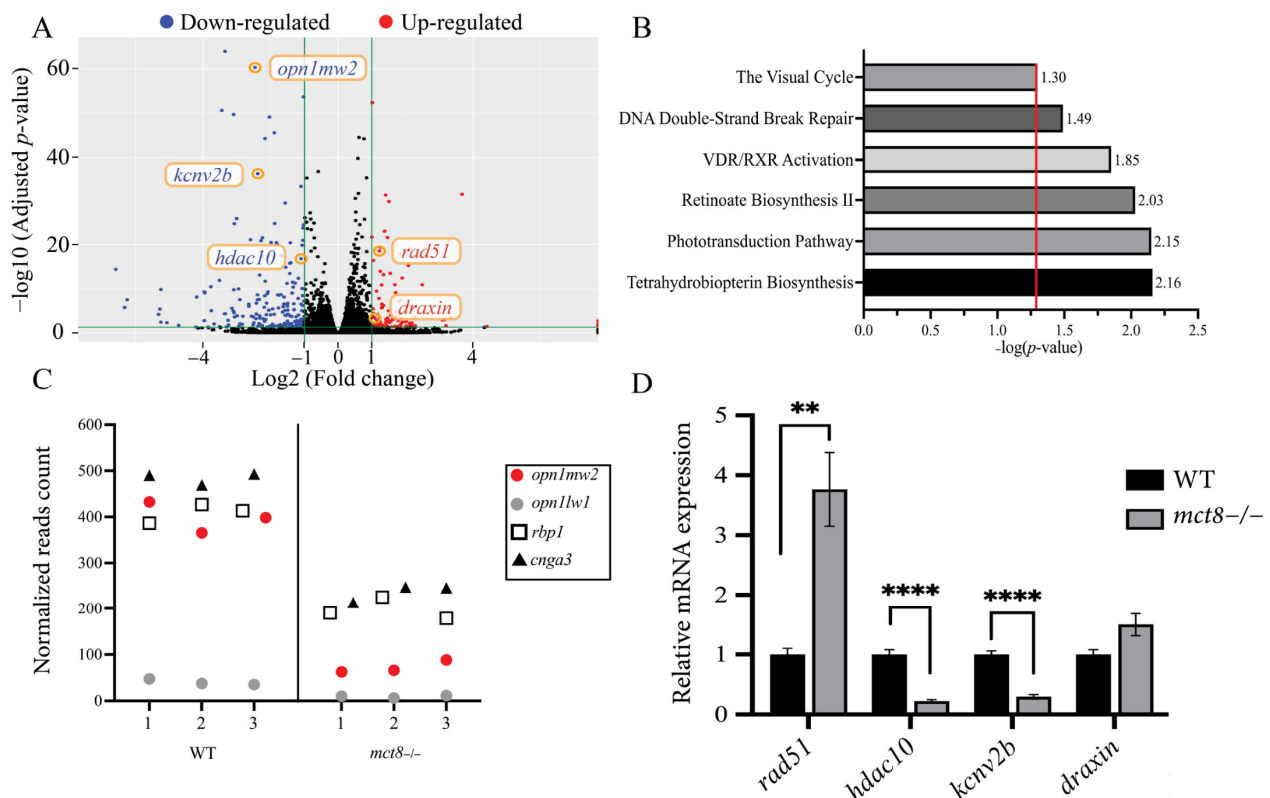 A
Down-regulated
Up-regulated
−log10 (Adjusted p-value)
60
40
20
0
opn1mw2
kcnv2b
hdac10
rad51
draxin
−4
−1
0
1
4
Log2 (Fold change)
B
The Visual Cycle
1.30
DNA Double-Strand Break Repair
1.49
VDR/RXR Activation
1.85
Retinoate Biosynthesis II
2.03
Phototransduction Pathway
2.15
Tetrahydrobiopterin Biosynthesis
2.16
0.0
0.5
1.0
1.5
2.0
2.5
-log(p-value)
C
Normalized reads count
600
500
400
300
200
100
0
1
2
3
1
2
3
WT
mct8−/−
opn1mw2
opn1lw1
rbp1
cnga3
D
Relative mRNA expression
5
4
3
2
1
0
**
****
****
WT
mct8−/−
rad51
hdac10
kcnv2b
draxin